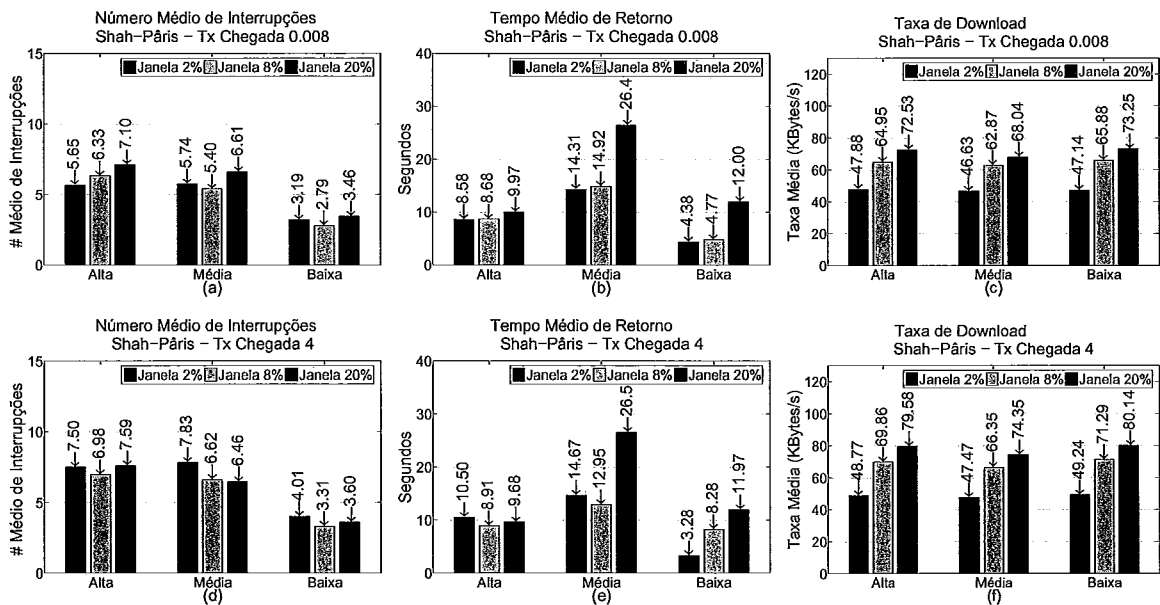 Número Médio de Interrupções
Shah-Pâris - Tx Chegada 0.008
# Médio de Interrupções
15
10
5
0
Janela 2% Janela 8% Janela 20%
5.65 6.33 7.10
5.74 5.40 6.61
3.19 2.79 3.46
Alta Média Baixa
(a)
Tempo Médio de Retorno
Shah-Pâris - Tx Chegada 0.008
Segundos
40
30
20
10
0
Janela 2% Janela 8% Janela 20%
8.58 8.68 9.97
14.31 14.92 26.4
4.38 4.77 12.00
Alta Média Baixa
(b)
Taxa de Download
Shah-Pâris - Tx Chegada 0.008
Taxa Média (KBytes/s)
120
100
80
60
40
20
0
Janela 2% Janela 8% Janela 20%
47.88 64.95 72.53
46.63 62.87 68.04
47.14 65.88 73.25
Alta Média Baixa
(c)
Número Médio de Interrupções
Shah-Pâris - Tx Chegada 4
# Médio de Interrupções
15
10
5
0
Janela 2% Janela 8% Janela 20%
7.50 6.98 7.59
7.83 6.62 6.46
4.01 3.31 3.60
Alta Média Baixa
(d)
Tempo Médio de Retorno
Shah-Pâris - Tx Chegada 4
Segundos
40
30
20
10
0
Janela 2% Janela 8% Janela 20%
10.50 8.91 9.68
14.67 12.95 26.5
3.28 8.28 11.97
Alta Média Baixa
(e)
Taxa de Download
Shah-Pâris - Tx Chegada 4
Taxa Média (KBytes/s)
120
100
80
60
40
20
0
Janela 2% Janela 8% Janela 20%
48.77 69.86 79.58
47.47 66.35 74.35
49.24 71.29 80.14
Alta Média Baixa
(f)